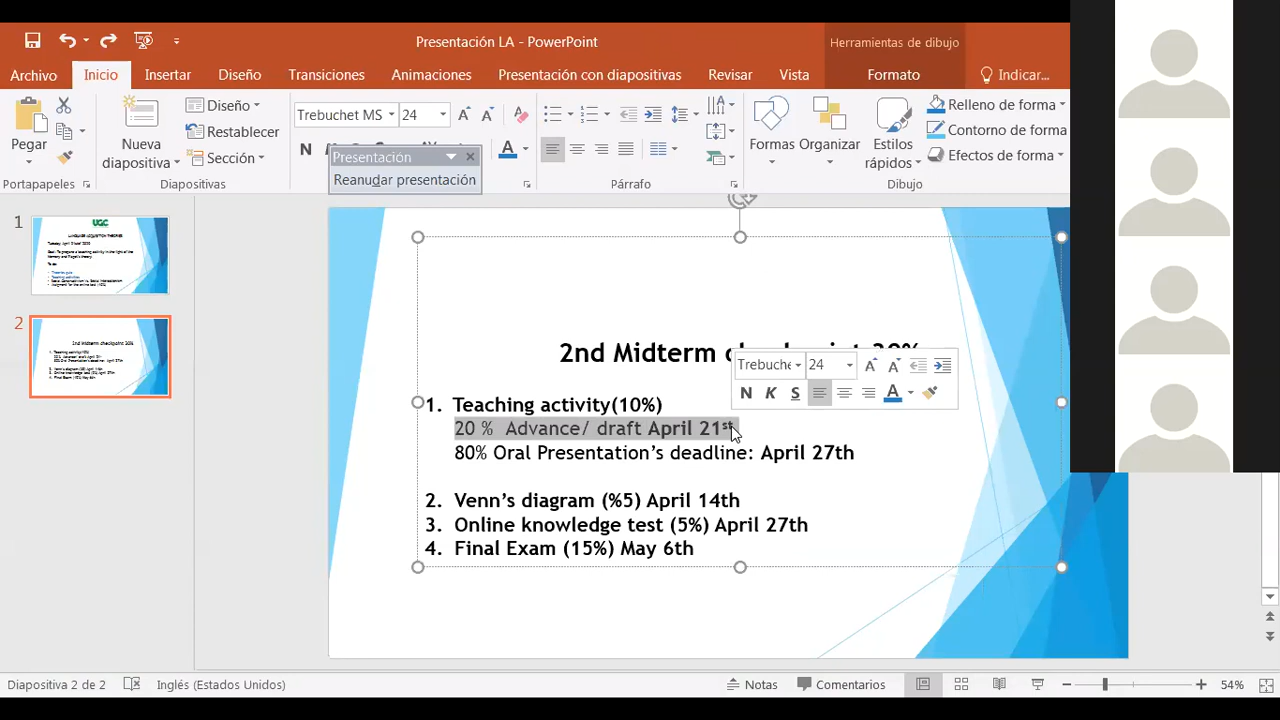 Presentación LA - PowerPoint
Herramientas de dibujo
Archivo Inicio Insertar Diseño Transiciones Animaciones Presentación con diapositivas Revisar Vista Formato Indicar...
Pegar
Portapapeles
Nueva diapositiva
Diseño
Restablecer
Sección
Diapositivas
Trebuchet MS 24
N
Presentación
Reanudar presentación
Párrafo
Formas
Organizar
Estilos rápidos
Relleno de forma
Contorno de forma
Efectos de forma
Dibujo
1
UGC
2
2nd Midterm
Trebuche 24
N K S
1. Teaching activity(10%)
20 % Advance/ draft April 21st
80% Oral Presentation’s deadline: April 27th
2. Venn’s diagram (%5) April 14th
3. Online knowledge test (5%) April 27th
4. Final Exam (15%) May 6th
Diapositiva 2 de 2 Inglés (Estados Unidos) Notas Comentarios 54%